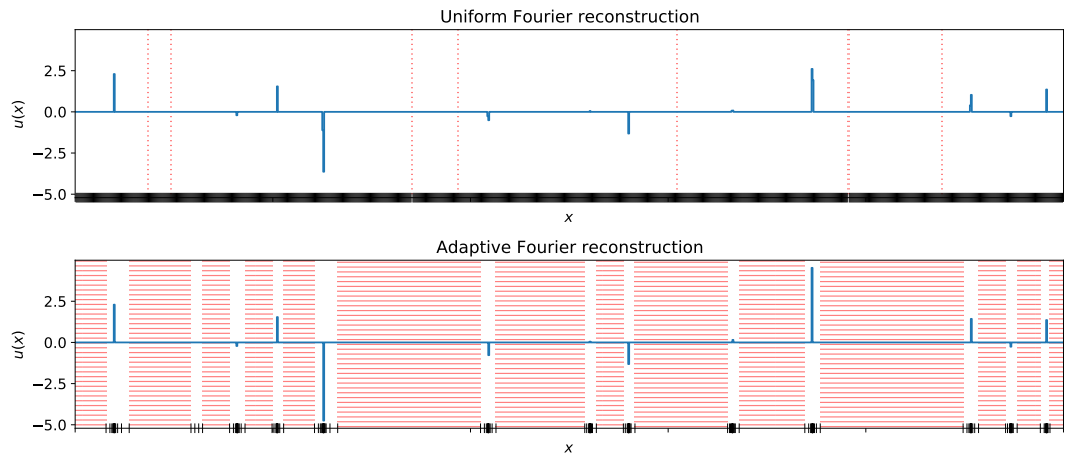 Uniform Fourier reconstruction
2.5
0.0
−2.5
−5.0
u(x)
x
Adaptive Fourier reconstruction
2.5
0.0
−2.5
−5.0
u(x)
x